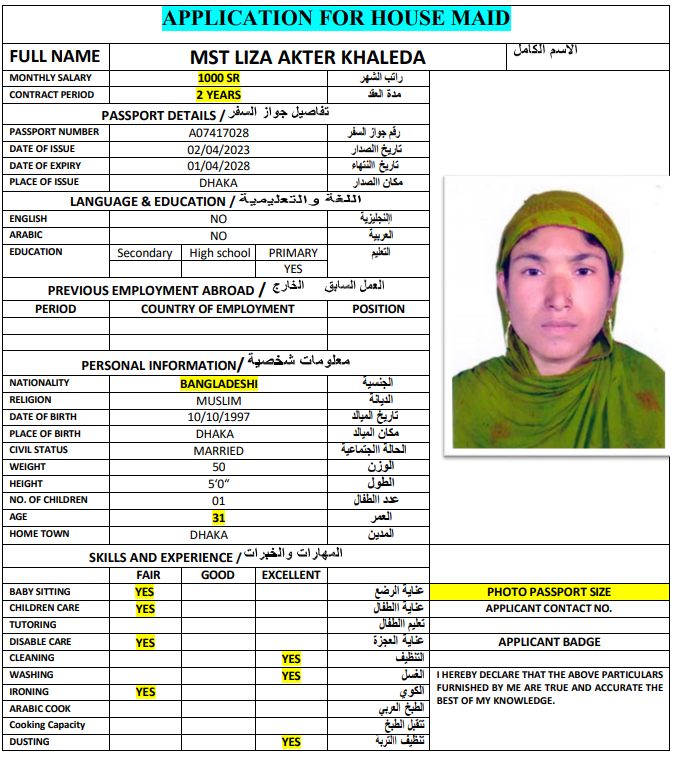 APPLICATION FOR HOUSE MAID
FULL NAME MST LIZA AKTER KHALEDA الاسم الكامل
MONTHLY SALARY 1000 SR راتب الشهر
CONTRACT PERIOD 2 YEARS مدة العقد
PASSPORT DETAILS / تفاصيل جواز السفر
PASSPORT NUMBER A07417028 رقم جواز السفر
DATE OF ISSUE 02/04/2023 تاريخ االصدار
DATE OF EXPIRY 01/04/2028 تاريخ االنتهاء
PLACE OF ISSUE DHAKA مكان االصدار
LANGUAGE & EDUCATION / اللغة والتعليمية
ENGLISH NO االنجليزية
ARABIC NO العربية
EDUCATION Secondary High school PRIMARY التعليم
YES
PREVIOUS EMPLOYMENT ABROAD / العمل السابق الخارج
PERIOD COUNTRY OF EMPLOYMENT POSITION
PERSONAL INFORMATION/ معلومات شخصية
NATIONALITY BANGLADESHI الجنسية
RELIGION MUSLIM الديانة
DATE OF BIRTH 10/10/1997 تاريخ الميالد
PLACE OF BIRTH DHAKA مكان الميالد
CIVIL STATUS MARRIED الحالة االجتماعية
WEIGHT 50 الوزن
HEIGHT 5’0” الطول
NO. OF CHILDREN 01 عدد االطفال
AGE 31 العمر
HOME TOWN DHAKA المدين
SKILLS AND EXPERIENCE / المهارات والخبرات
FAIR GOOD EXCELLENT
BABY SITTING YES عناية الرضع PHOTO PASSPORT SIZE
CHILDREN CARE YES عناية االطفال APPLICANT CONTACT NO.
TUTORING تعليم االطفال
DISABLE CARE YES عناية العجزة APPLICANT BADGE
CLEANING YES التنظيف
WASHING YES الغسل I HEREBY DECLARE THAT THE ABOVE PARTICULARS
IRONING YES الكوي FURNISHED BY ME ARE TRUE AND ACCURATE THE
ARABIC COOK الطبخ العربي BEST OF MY KNOWLEDGE.
Cooking Capacity تتقبل الطبخ
DUSTING YES تنظيف االتربة